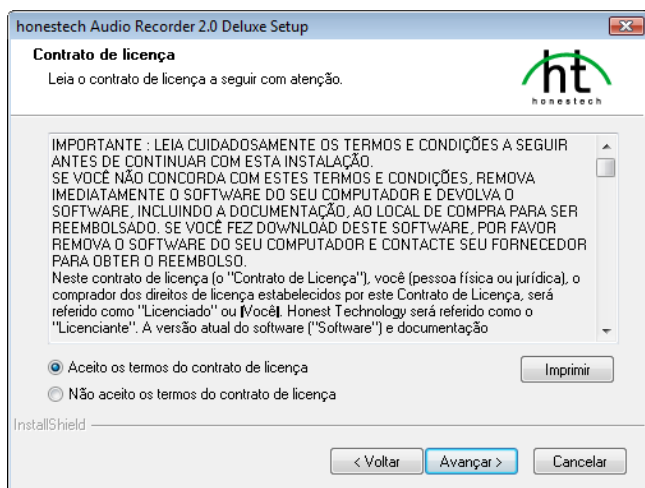 honestech Audio Recorder 2.0 Deluxe Setup
Contrato de licença
Leia o contrato de licença a seguir com atenção.
ht
honestech
IMPORTANTE : LEIA CUIDADOSAMENTE OS TERMOS E CONDIÇÕES A SEGUIR
ANTES DE CONTINUAR COM ESTA INSTALAÇÃO.
SE VOCÊ NÃO CONCORDA COM ESTES TERMOS E CONDIÇÕES, REMOVA
IMEDIATAMENTE O SOFTWARE DO SEU COMPUTADOR E DEVOLVA O
SOFTWARE, INCLUINDO A DOCUMENTAÇÃO, AO LOCAL DE COMPRA PARA SER
REEMBOLSADO. SE VOCÊ FEZ DOWNLOAD DESTE SOFTWARE, POR FAVOR
REMOVA O SOFTWARE DO SEU COMPUTADOR E CONTACTE SEU FORNECEDOR
PARA OBTER O REEMBOLSO.
Neste contrato de licença (o "Contrato de Licença"), você (pessoa física ou jurídica), o
comprador dos direitos de licença estabelecidos por este Contrato de Licença, será
referido como "Licenciado" ou |Você|. Honest Technology será referido como o
"Licenciante". A versão atual do software ("Software") e documentação
Aceito os termos do contrato de licença
Imprimir
Não aceito os termos do contrato de licença
InstallShield
< Voltar
Avançar >
Cancelar